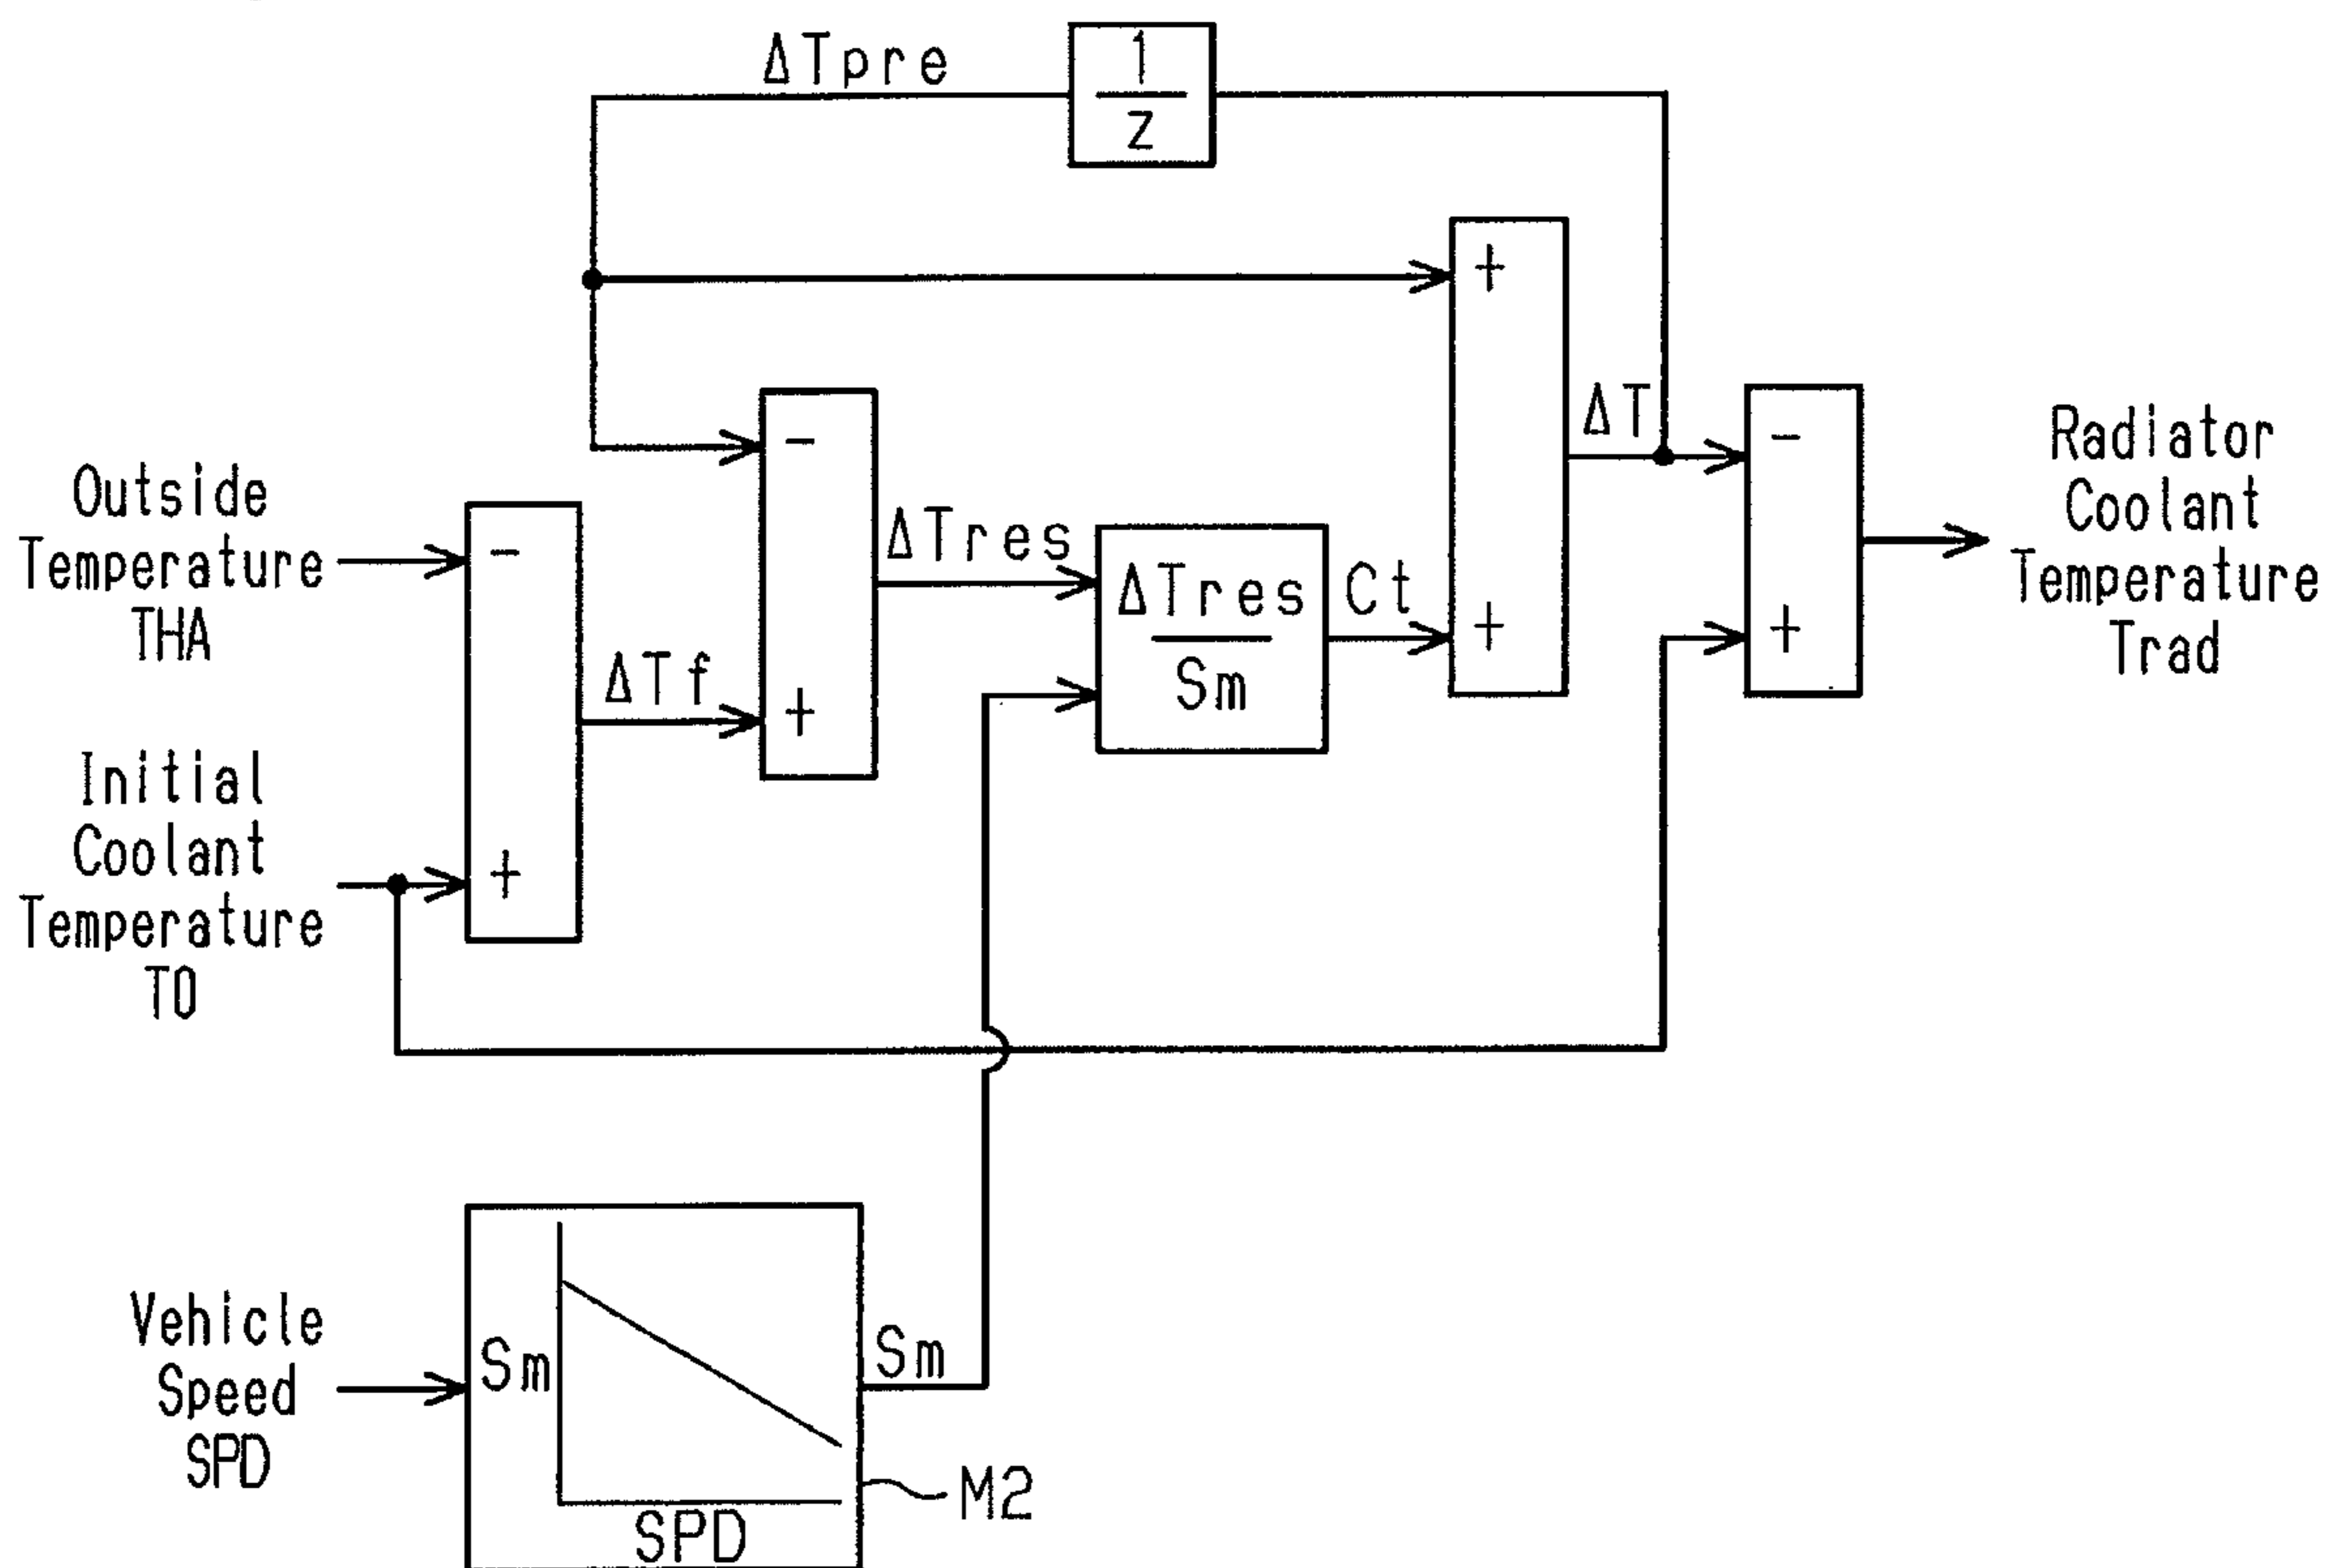 ΔTpre
1
z
+
+
ΔT
-
+
Radiator
Coolant
Temperature
Trad
-
+
ΔTres
ΔTres
Sm
Ct
Outside
Temperature
THA
-
+
ΔTf
Initial
Coolant
Temperature
T0
Vehicle
Speed
SPD
Sm
SPD
Sm
M2